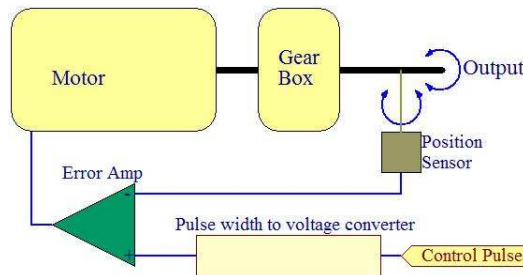 Motor
Gear
Box
Output
Position
Sensor
Error Amp
-
+
Pulse width to voltage converter
Control Pulse